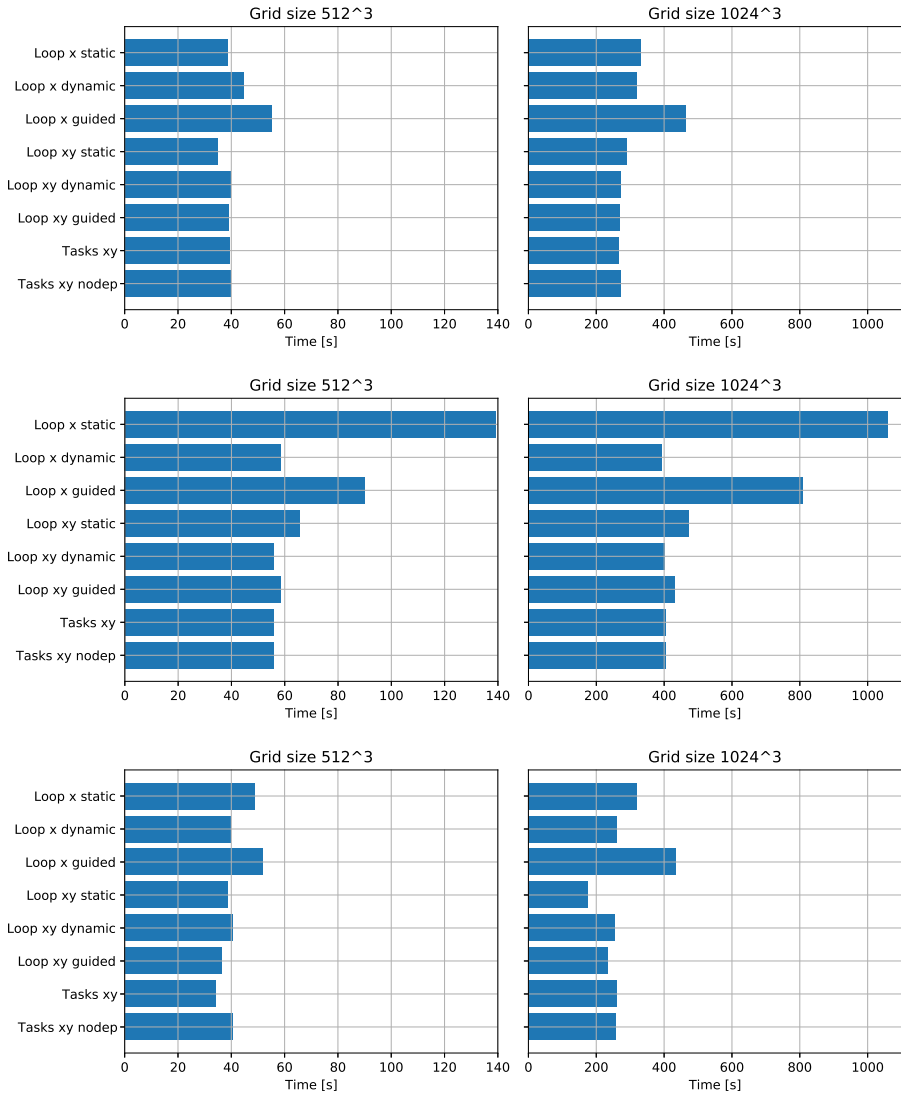 Grid size 512^3
Grid size 1024^3
Loop x static
Loop x dynamic
Loop x guided
Loop xy static
Loop xy dynamic
Loop xy guided
Tasks xy
Tasks xy nodep
0 20 40 60 80 100 120 140
0 200 400 600 800 1000
Time [s]
Time [s]
Grid size 512^3
Grid size 1024^3
Loop x static
Loop x dynamic
Loop x guided
Loop xy static
Loop xy dynamic
Loop xy guided
Tasks xy
Tasks xy nodep
0 20 40 60 80 100 120 140
0 200 400 600 800 1000
Time [s]
Time [s]
Grid size 512^3
Grid size 1024^3
Loop x static
Loop x dynamic
Loop x guided
Loop xy static
Loop xy dynamic
Loop xy guided
Tasks xy
Tasks xy nodep
0 20 40 60 80 100 120 140
0 200 400 600 800 1000
Time [s]
Time [s]